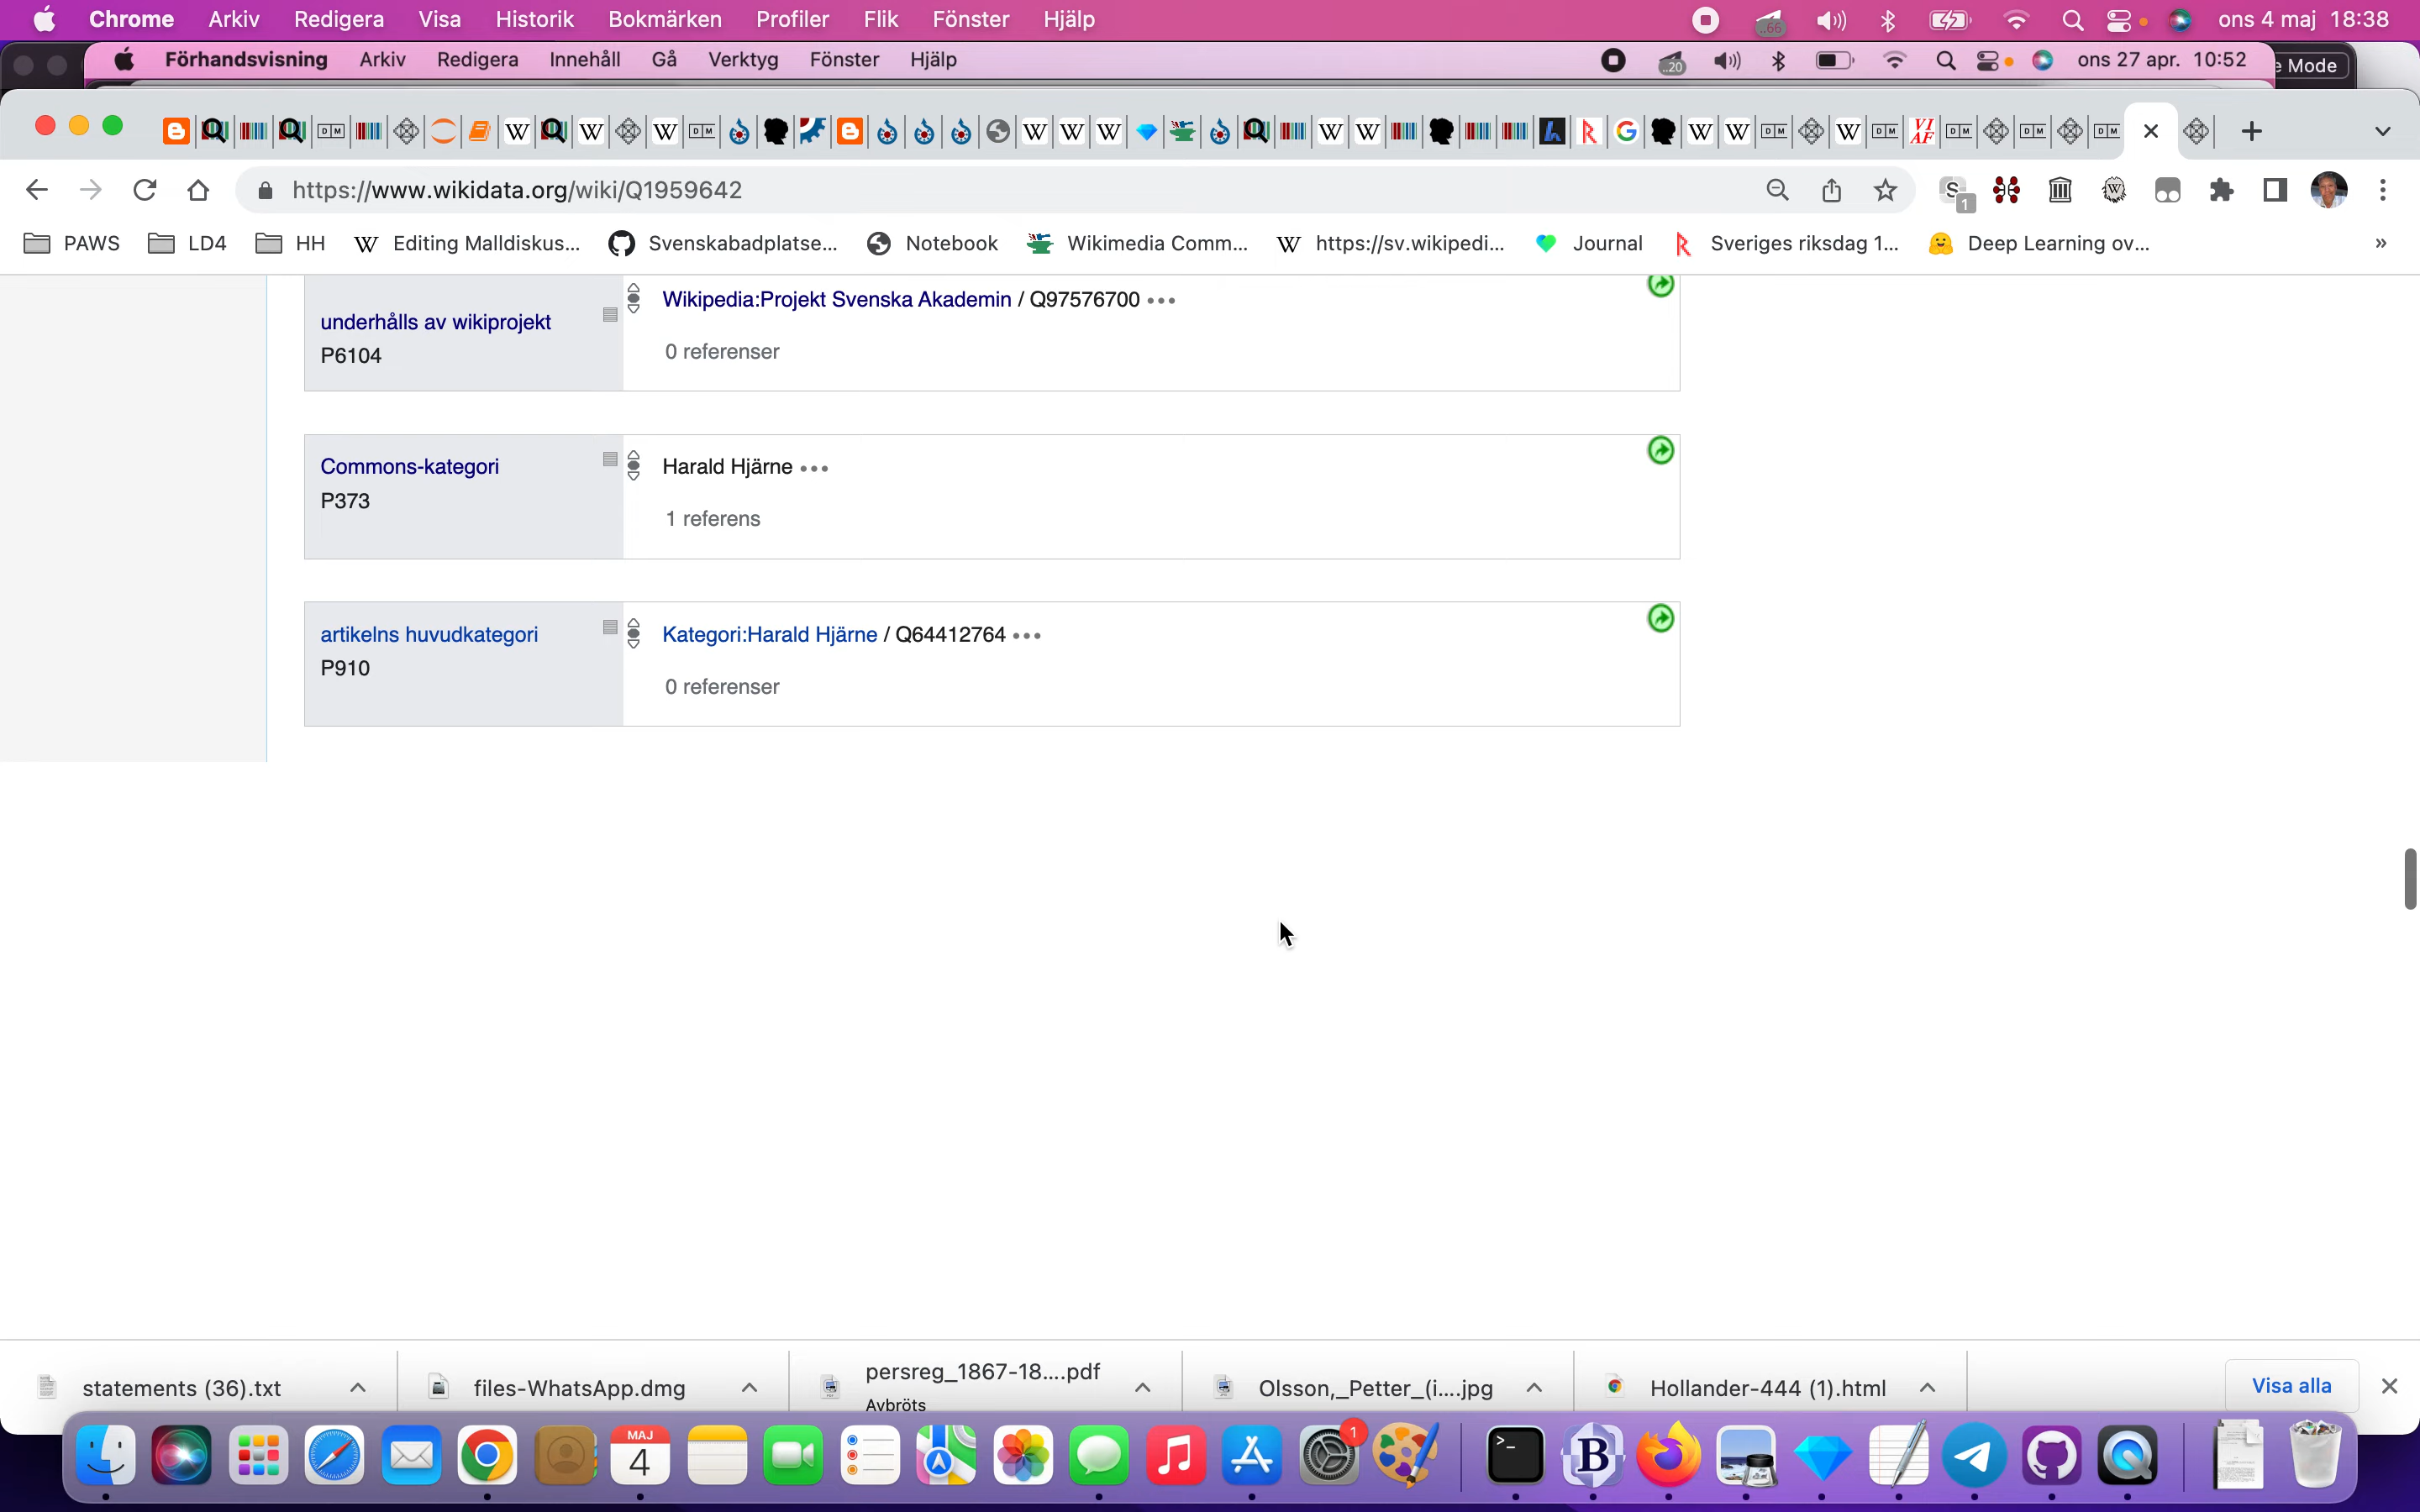 Chrome Arkiv Redigera Visa Historik Bokmärken Profiler Flik Fönster Hjälp ..66 ons 4 maj 18:38
Förhandsvisning Arkiv Redigera Innehåll Gå Verktyg Fönster Hjälp ..20 ons 27 apr. 10:52 e Mode
https://www.wikidata.org/wiki/Q1959642
PAWS LD4 HH Editing Malldiskus... Svenskabadplatse... Notebook Wikimedia Comm... https://sv.wikipedi... Journal Sveriges riksdag 1... Deep Learning ov... »
underhålls av wikiprojekt
P6104
Wikipedia:Projekt Svenska Akademin / Q97576700
0 referenser
Commons-kategori
P373
Harald Hjärne
1 referens
artikelns huvudkategori
P910
Kategori:Harald Hjärne / Q64412764
0 referenser
statements (36).txt
files-WhatsApp.dmg
persreg_1867-18....pdf
Avbröts
Olsson,_Petter_(i....jpg
Hollander-444 (1).html
Visa alla
MAJ
4
1